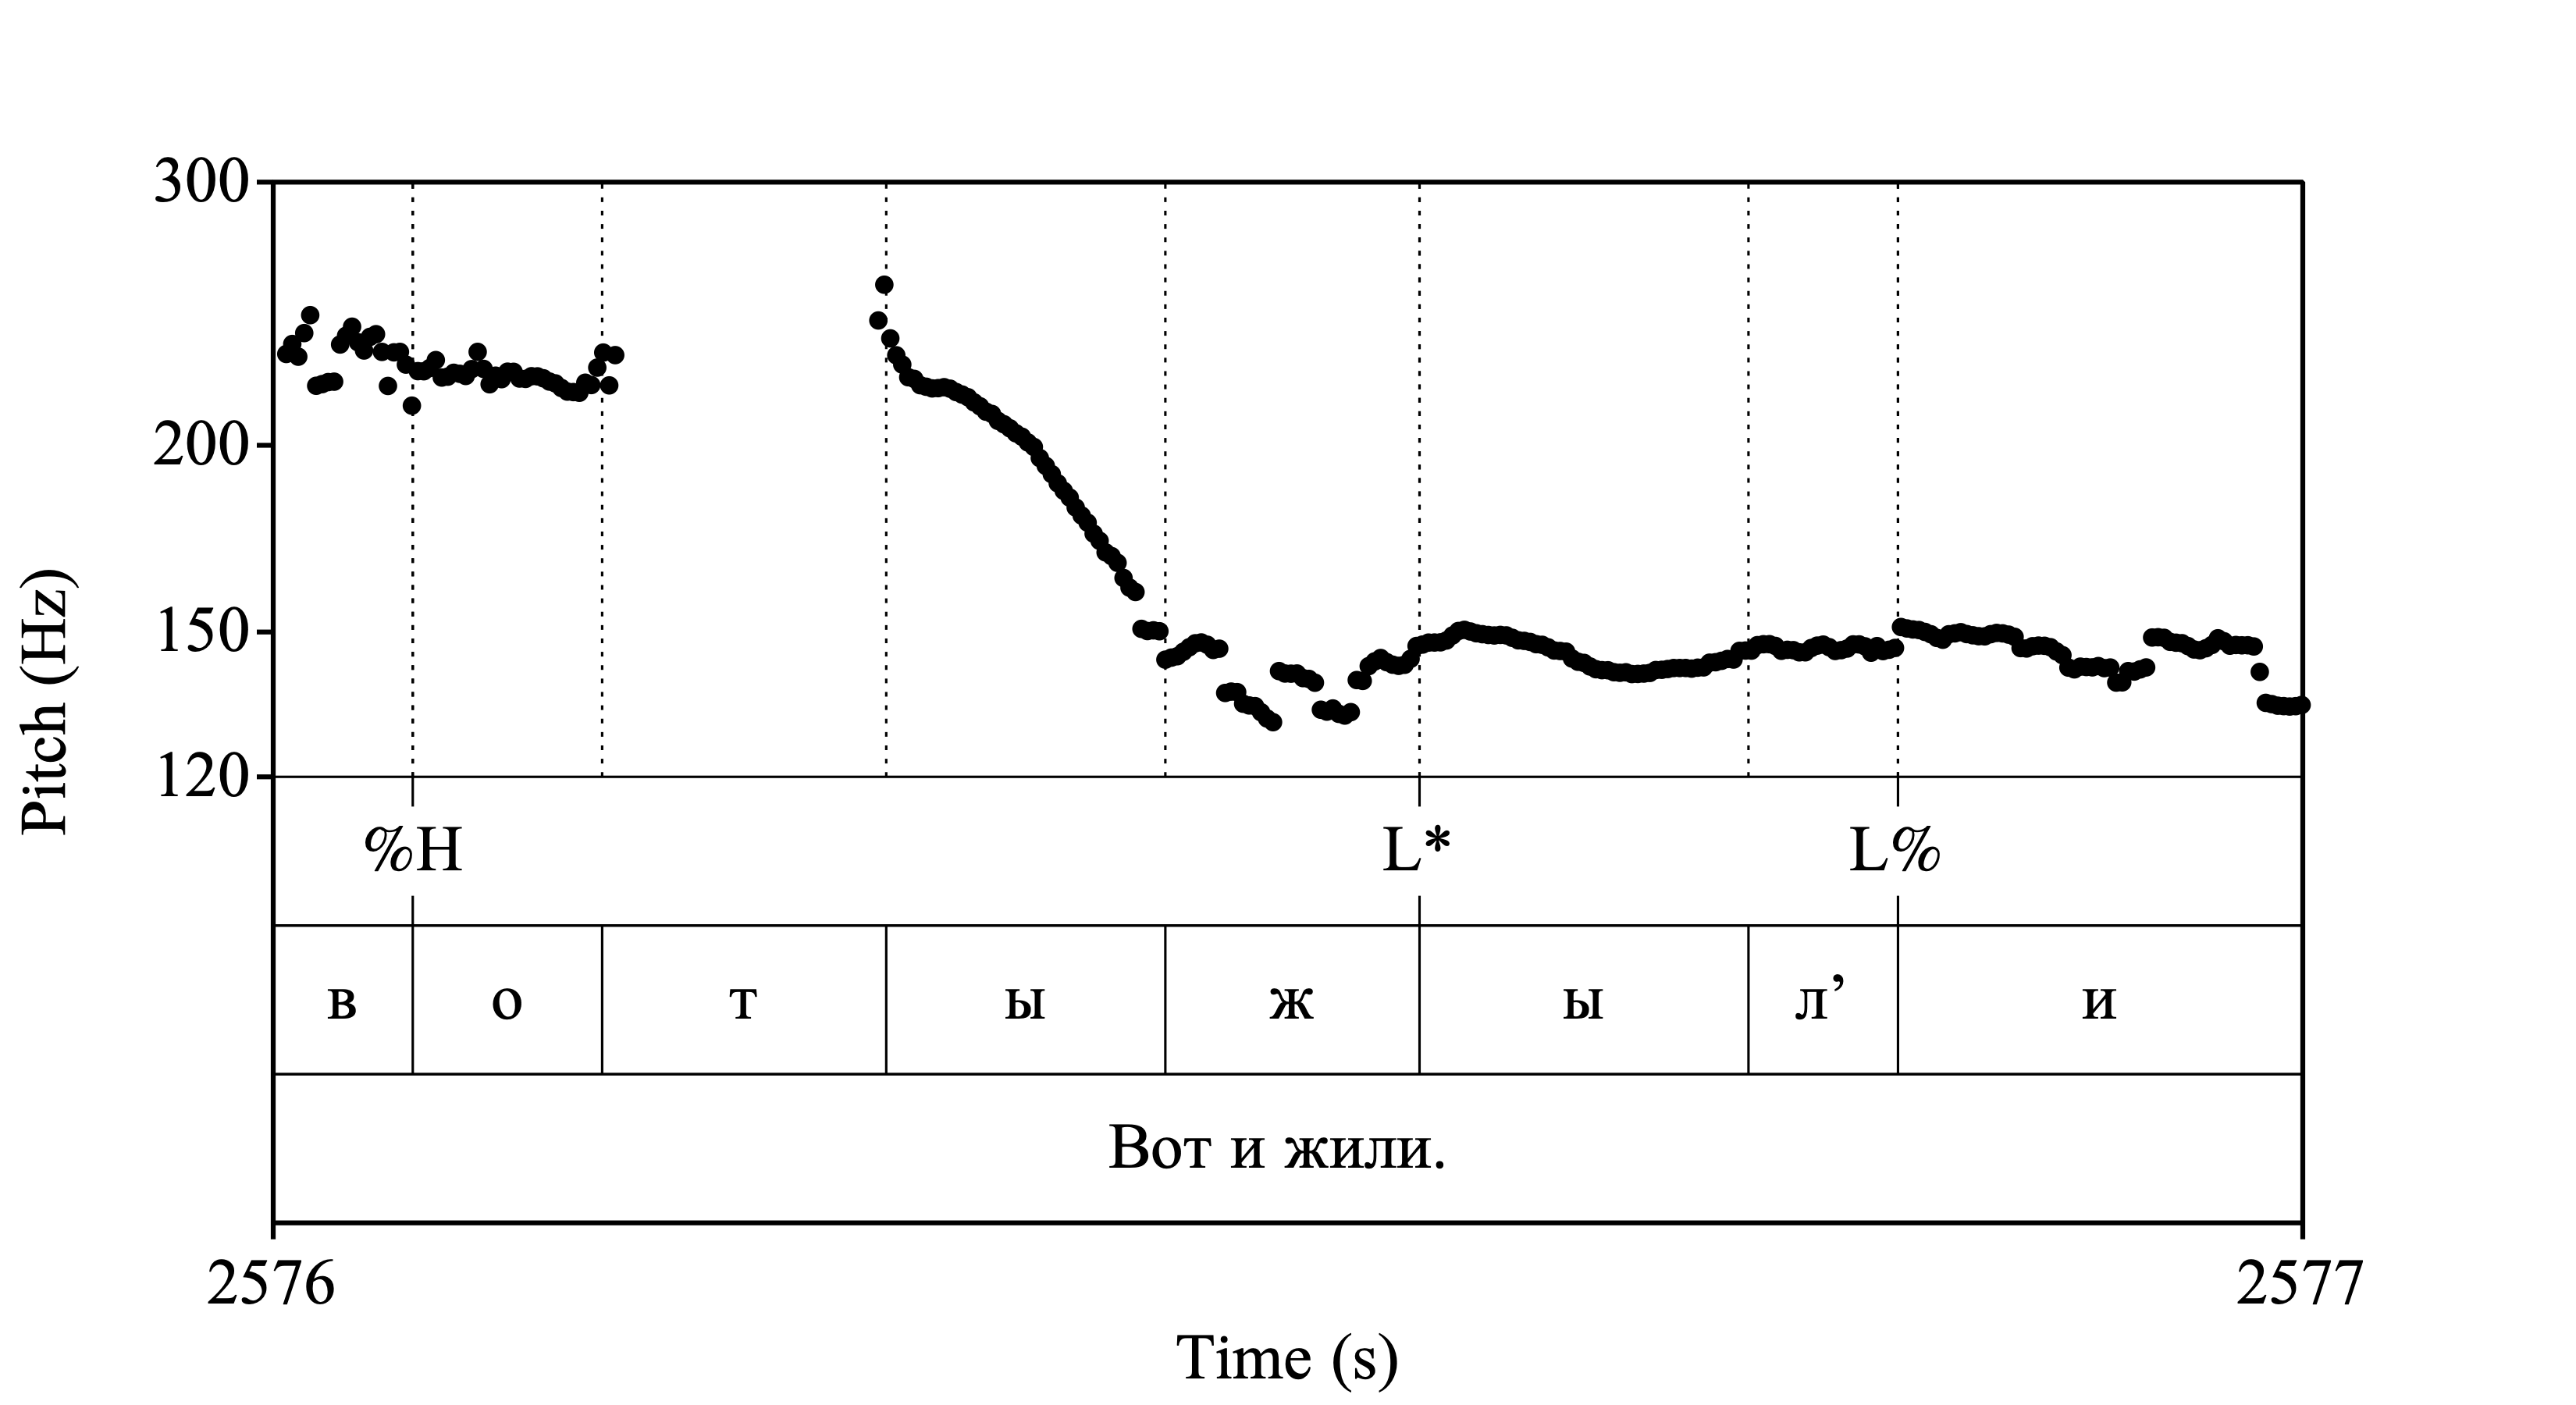 300
200
150
120
Pitch (Hz)
%H L* L%
в о т ы ж ы л’ и
Вот и жили.
2576 2577
Time (s)